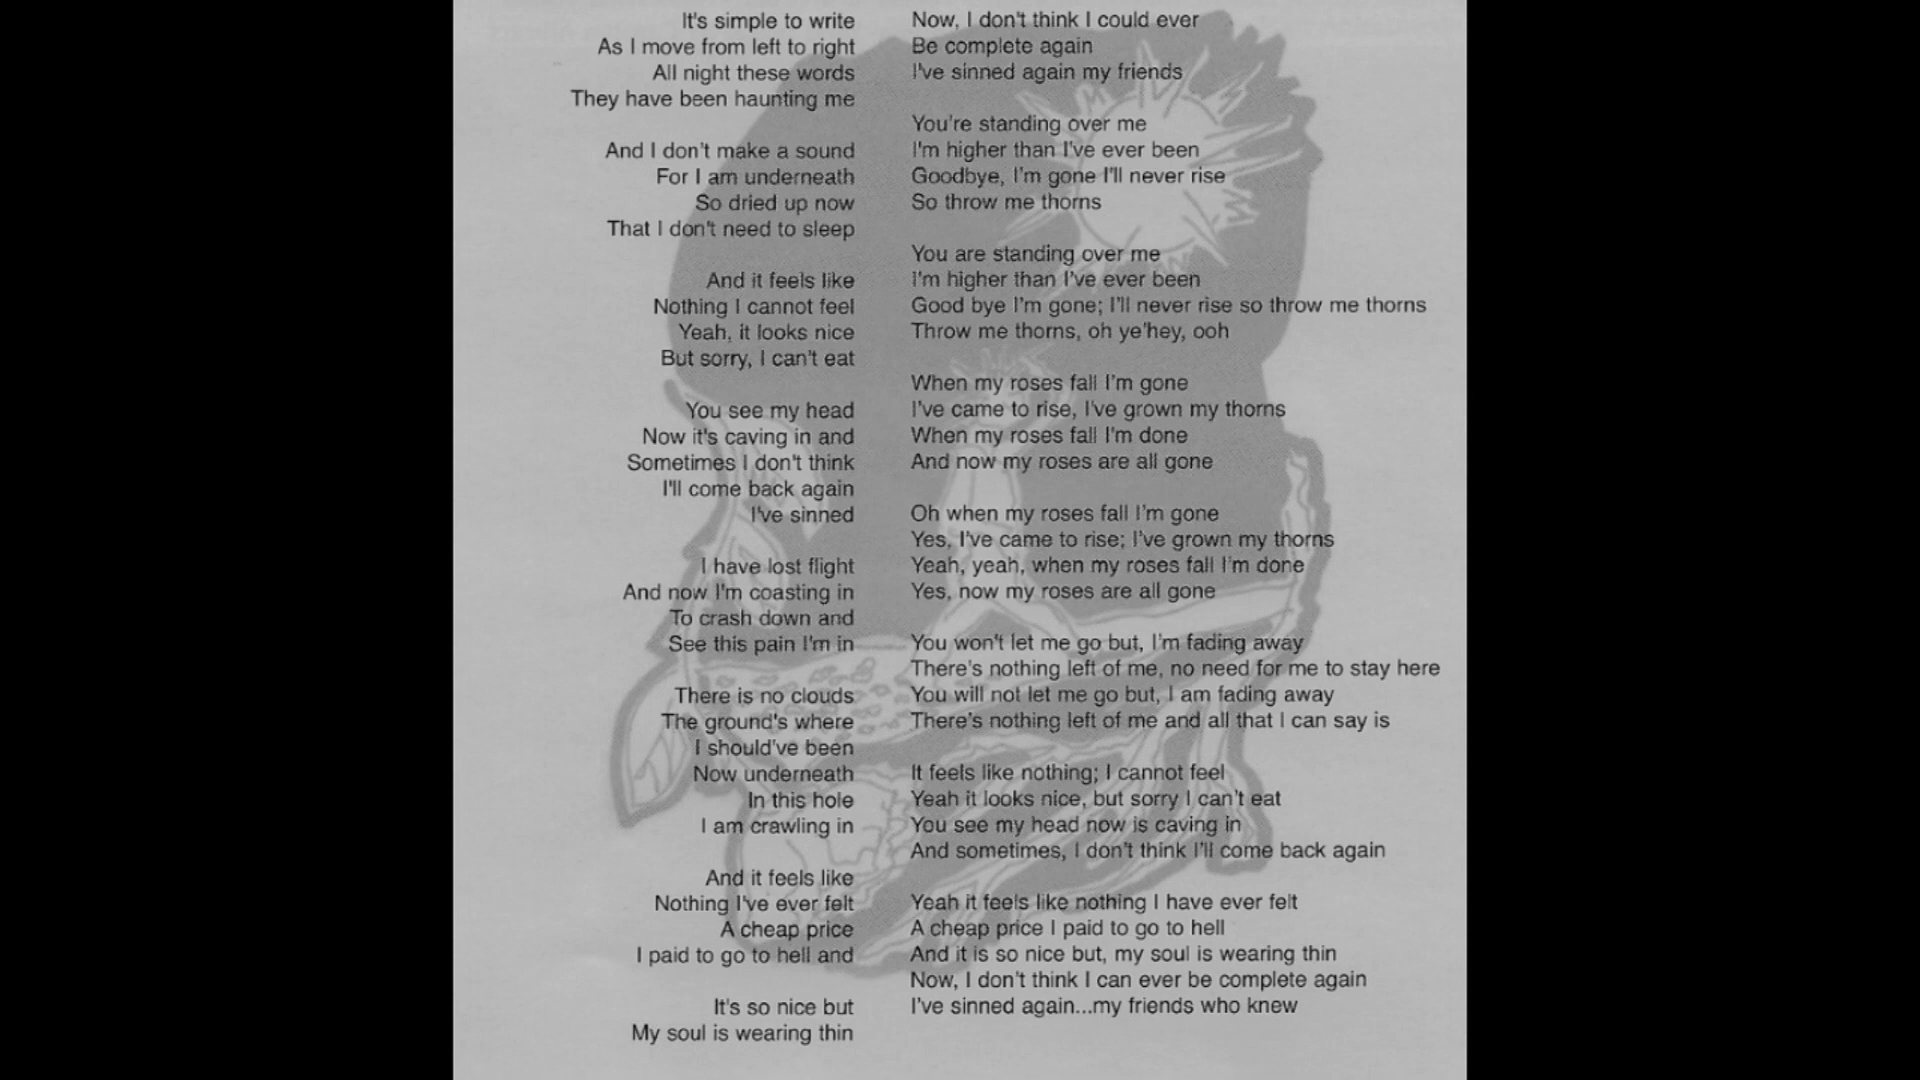 It's simple to write
As I move from left to right
All night these words
They have been haunting me
And I don't make a sound
For I am underneath
So dried up now
That I don't need to sleep
And it feels like
Nothing I cannot feel
Yeah, it looks nice
But sorry, I can't eat
You see my head
Now it's caving in and
Sometimes I don't think
I'll come back again
I've sinned
I have lost flight
And now I'm coasting in
To crash down and
See this pain I'm in
There is no clouds
The ground's where
I should've been
Now underneath
In this hole
I am crawling in
And it feels like
Nothing I've ever felt
A cheap price
I paid to go to hell and
It's so nice but
My soul is wearing thin
Now, I don't think I could ever
Be complete again
I've sinned again my friends
You're standing over me
I'm higher than I've ever been
Goodbye, I'm gone I'll never rise
So throw me thorns
You are standing over me
I'm higher than I've ever been
Good bye I'm gone; I'll never rise so throw me thorns
Throw me thorns, oh ye'hey, ooh
When my roses fall I'm gone
I've came to rise, I've grown my thorns
When my roses fall I'm done
And now my roses are all gone
Oh when my roses fall I'm gone
Yes, I've came to rise; I've grown my thorns
Yeah, yeah, when my roses fall I'm done
Yes, now my roses are all gone
You won't let me go but, I'm fading away
There's nothing left of me, no need for me to stay here
You will not let me go but, I am fading away
There's nothing left of me and all that I can say is
It feels like nothing; I cannot feel
Yeah it looks nice, but sorry I can't eat
You see my head now is caving in
And sometimes, I don't think I'll come back again
Yeah it feels like nothing I have ever felt
A cheap price I paid to go to hell
And it is so nice but, my soul is wearing thin
Now, I don't think I can ever be complete again
I've sinned again...my friends who knew